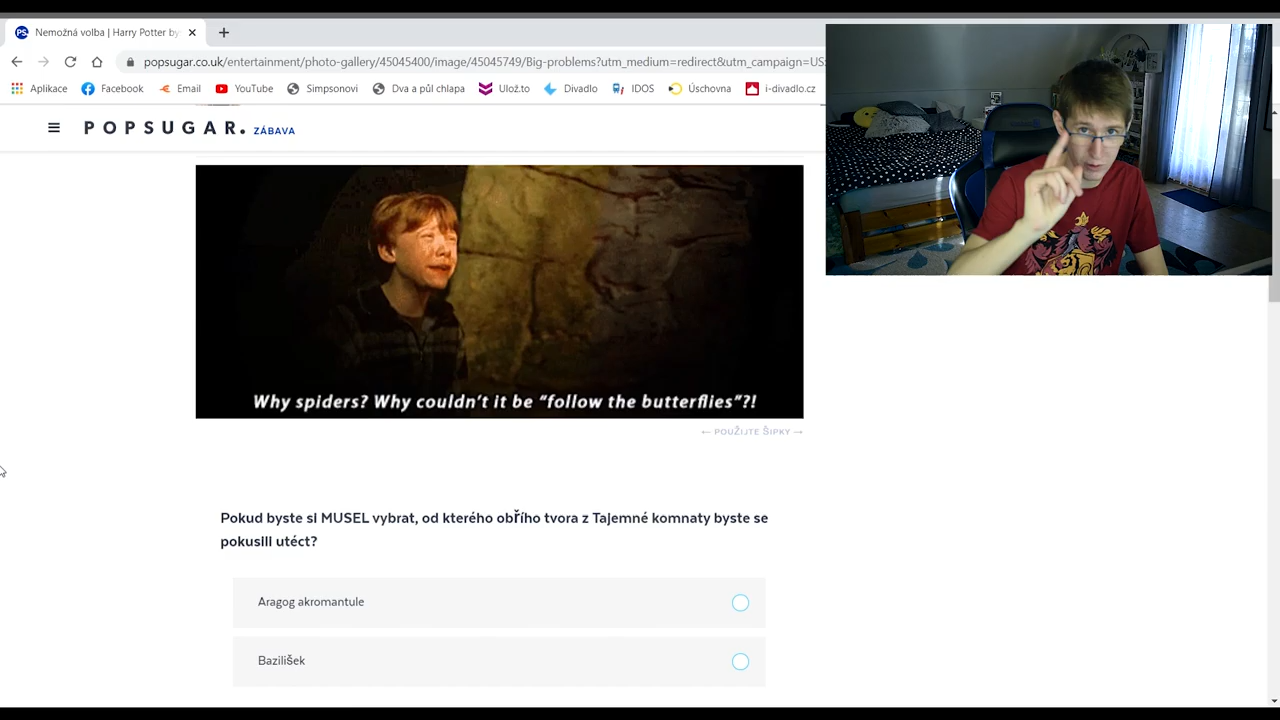 Nemožná volba | Harry Potter by
popsugar.co.uk/entertainment/photo-gallery/45045400/image/45045749/Big-problems?utm_medium=redirect&utm_campaign=US
Aplikace Facebook Email YouTube Simpsonovi Dva a půl chlapa Ulož.to Divadlo IDOS Úschovna i-divadlo.cz
POPSUGAR. ZÁBAVA
Why spiders? Why couldn't it be "follow the butterflies"?!
← POUŽIJTE ŠIPKY →
Pokud byste si MUSEL vybrat, od kterého obřího tvora z Tajemné komnaty byste se
pokusili utéct?
Aragog akromantule
Bazilišek